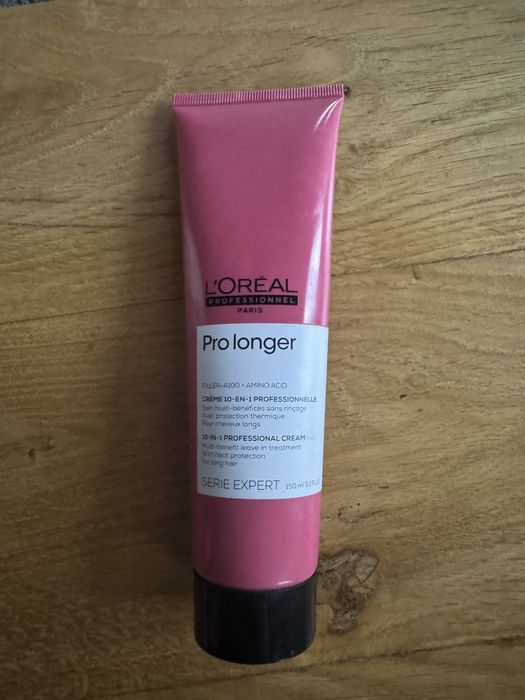 L'ORÉAL
PROFESSIONNEL
PARIS
Pro longer
FILLER-A100 + AMINO ACID
CRÈME 10-EN-1 PROFESSIONNELLE
Soin multi-bénéfices sans rinçage
Avec protection thermique
Pour cheveux longs
10-IN-1 PROFESSIONAL CREAM
Multi-benefit leave in treatment
With heat protection
For long hair
SERIE EXPERT 150 ml